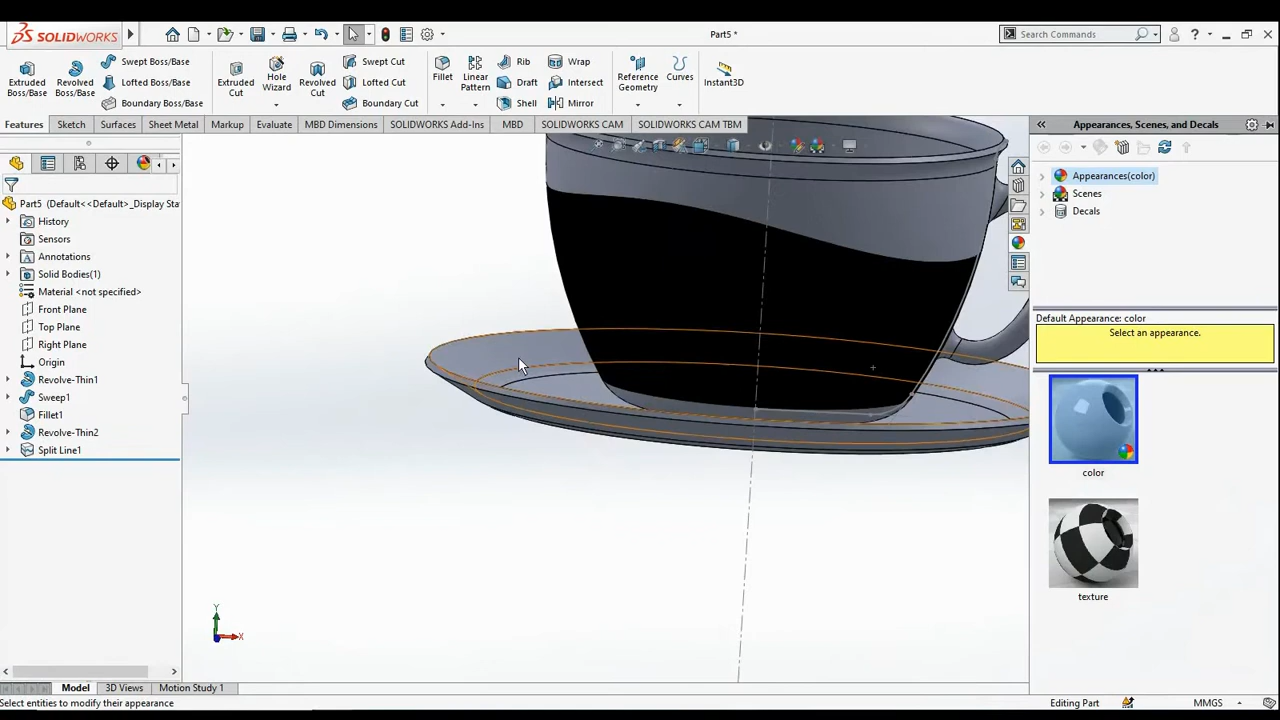 SOLIDWORKS
Part5 *
Search Commands
Extruded Boss/Base
Revolved Boss/Base
Swept Boss/Base
Lofted Boss/Base
Boundary Boss/Base
Extruded Cut
Hole Wizard
Revolved Cut
Swept Cut
Lofted Cut
Boundary Cut
Fillet
Linear Pattern
Rib
Draft
Shell
Wrap
Intersect
Mirror
Reference Geometry
Curves
Instant3D
Features
Sketch
Surfaces
Sheet Metal
Markup
Evaluate
MBD Dimensions
SOLIDWORKS Add-Ins
MBD
SOLIDWORKS CAM
SOLIDWORKS CAM TBM
Part5 (Default<<Default>_Display Sta
History
Sensors
Annotations
Solid Bodies(1)
Material <not specified>
Front Plane
Top Plane
Right Plane
Origin
Revolve-Thin1
Sweep1
Fillet1
Revolve-Thin2
Split Line1
Y
X
Appearances, Scenes, and Decals
Appearances(color)
Scenes
Decals
Default Appearance: color
Select an appearance.
color
texture
Model
3D Views
Motion Study 1
Select entities to modify their appearance
Editing Part
MMGS